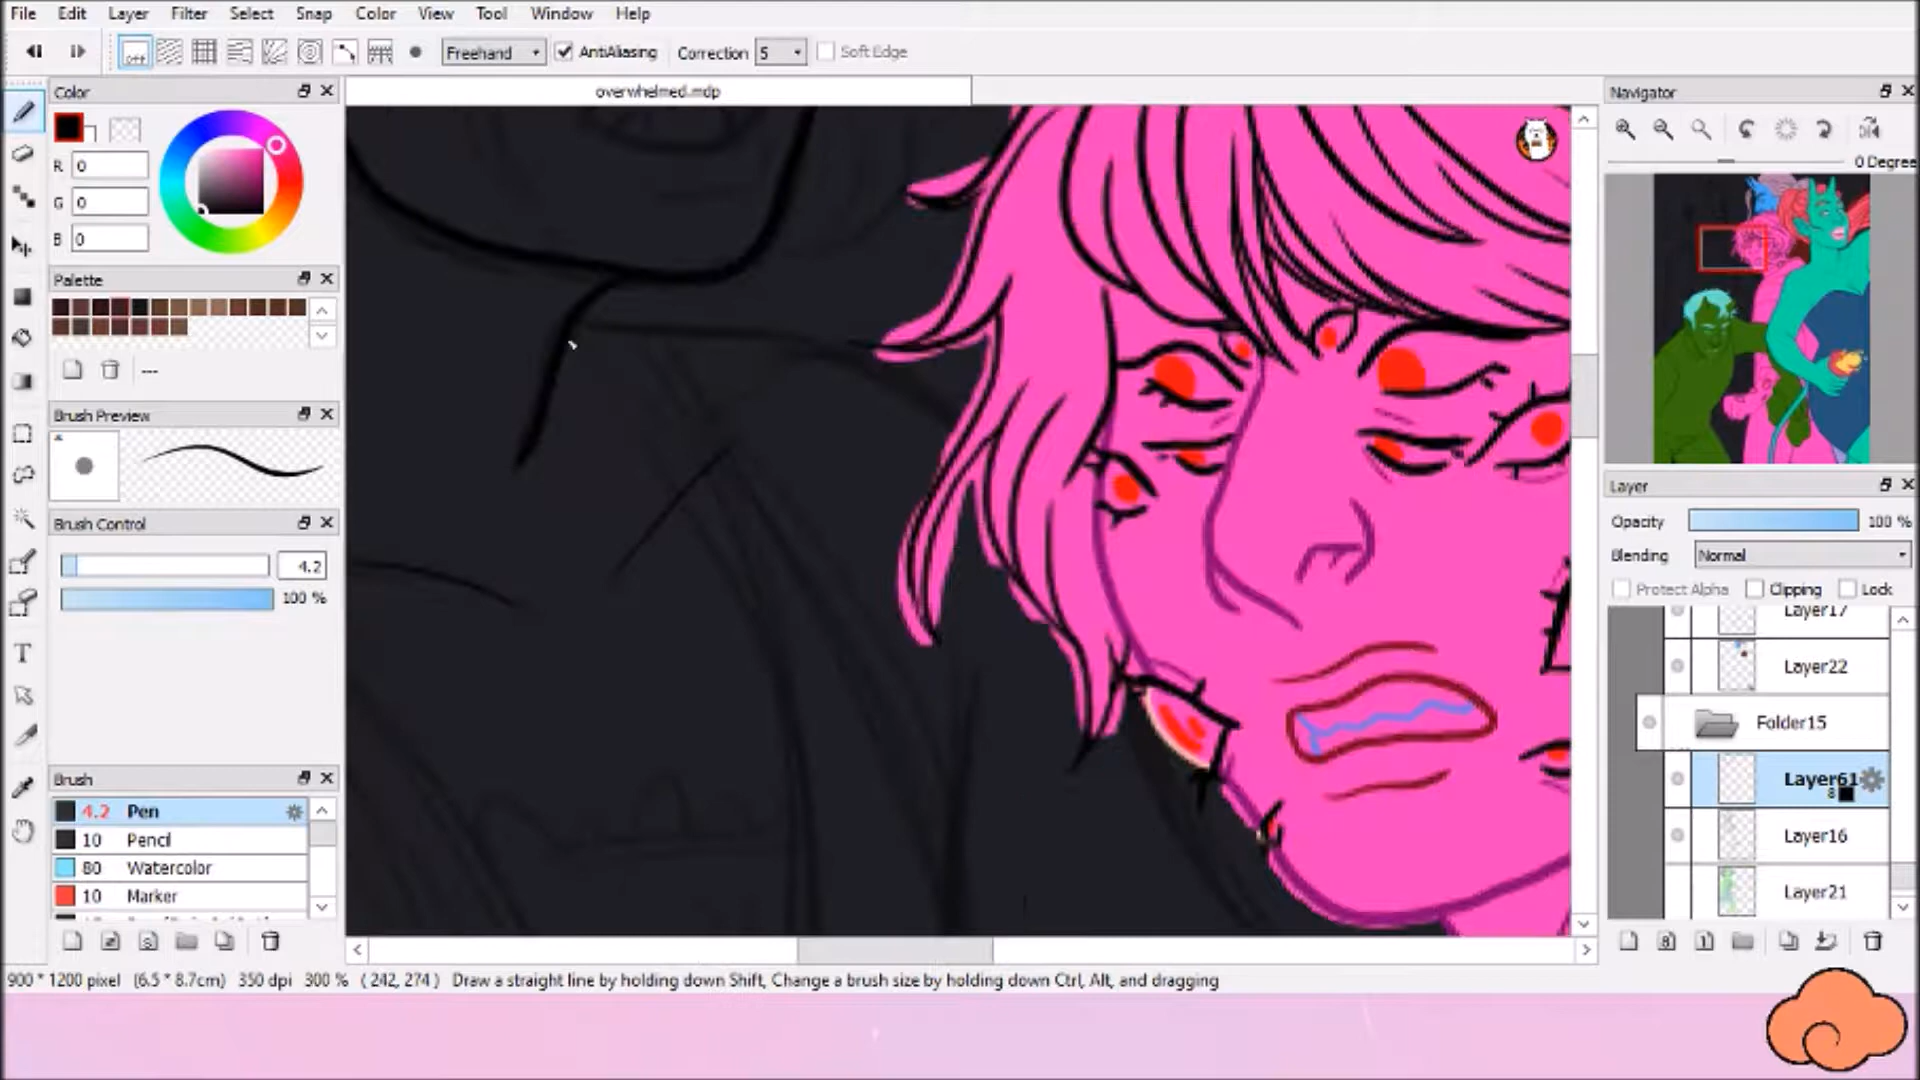 File Edit Layer Filter Select Snap Color View Tool Window Help
off Freehand AntiAliasing Correction 5 Soft Edge
Color
overwhelmed.mdp
Navigator
R 0
G 0
B 0
0 Degree
Palette
---
Brush Preview
Brush Control
4.2
100 %
Layer
Opacity 100 %
Blending Normal
Protect Alpha Clipping Lock
Layer17
Layer22
Folder15
Layer61
8
Layer16
Layer21
Brush
4.2 Pen
10 Pencil
80 Watercolor
10 Marker
900 * 1200 pixel (6.5 * 8.7cm) 350 dpi 300 % ( 242, 274 ) Draw a straight line by holding down Shift, Change a brush size by holding down Ctrl, Alt, and dragging